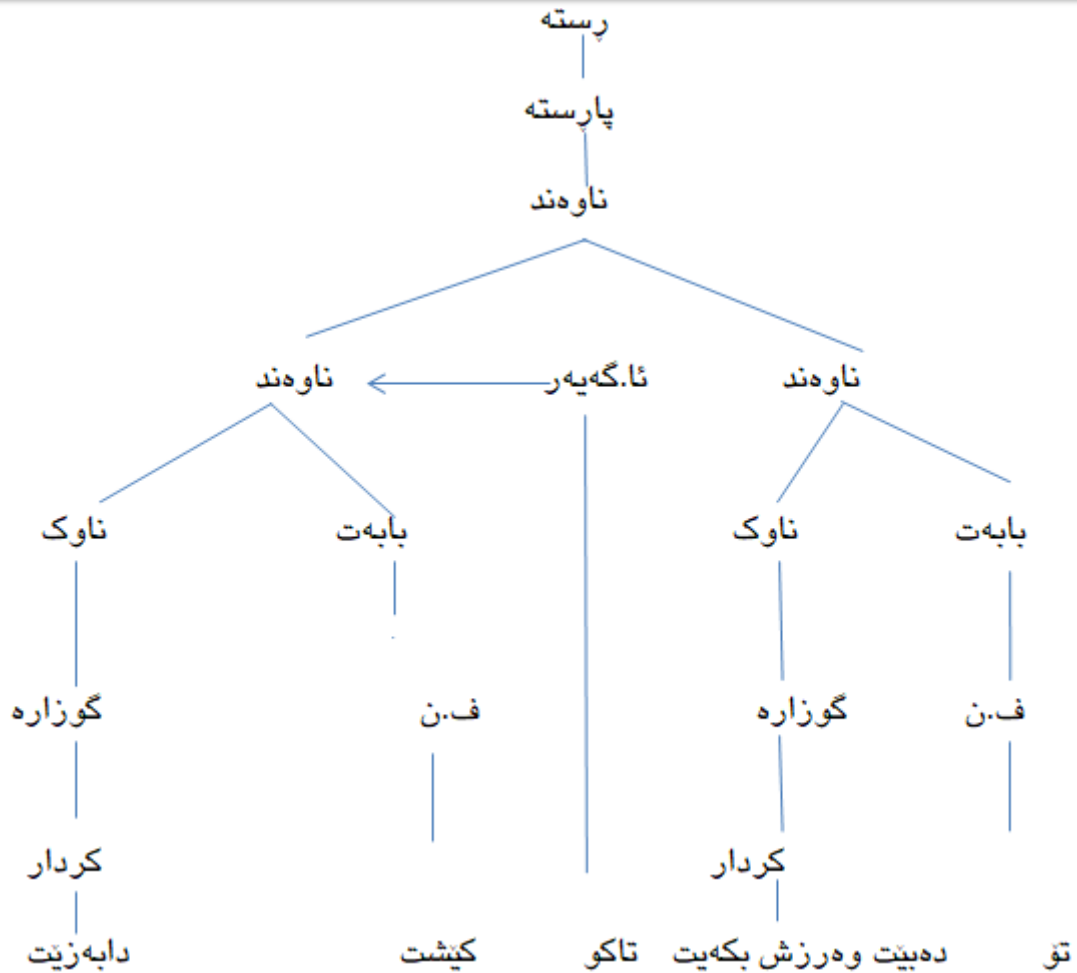 ڕستە
پاڕستە
ناوەند
ناوەند ئا.گەیەر ناوەند
بابەت ناوک بابەت ناوک
ف.ن گوزارە ف.ن گوزارە
کردار کردار
تۆ دەبێت وەرزش بکەیت تاکو کێشت دابەزێت